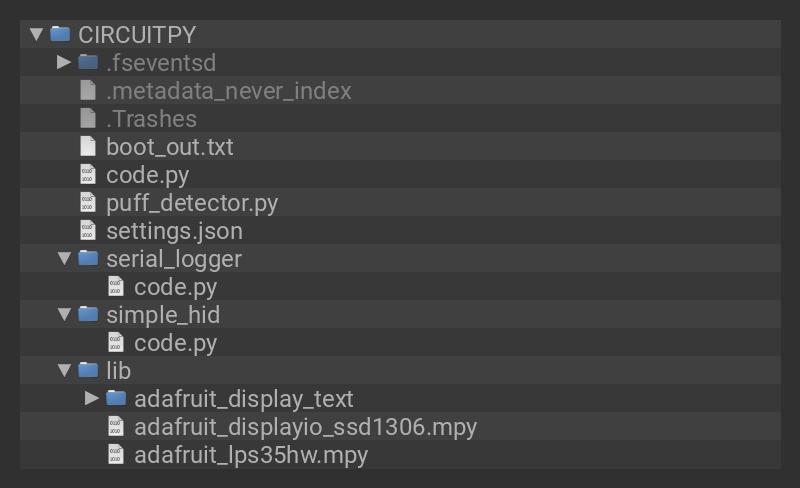 CIRCUITPY
.fseventsd
.metadata_never_index
.Trashes
boot_out.txt
code.py
puff_detector.py
settings.json
serial_logger
code.py
simple_hid
code.py
lib
adafruit_display_text
adafruit_displayio_ssd1306.mpy
adafruit_lps35hw.mpy